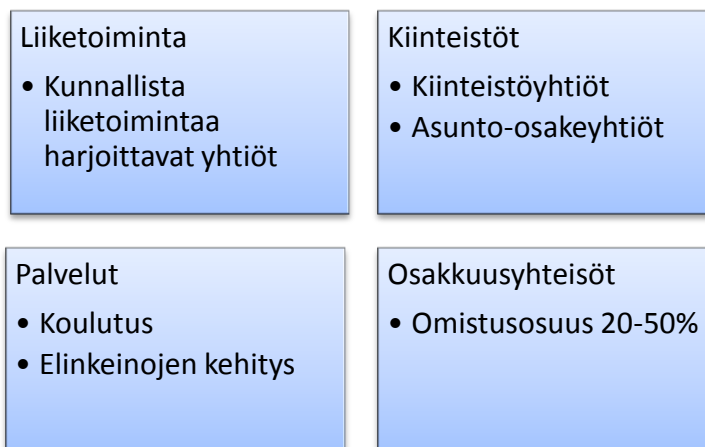 Liiketoiminta
• Kunnallista
liiketoimintaa
harjoittavat yhtiöt
Kiinteistöt
• Kiinteistöyhtiöt
• Asunto-osakeyhtiöt
Palvelut
• Koulutus
• Elinkeinojen kehitys
Osakkuusyhteisöt
• Omistusosuus 20-50%